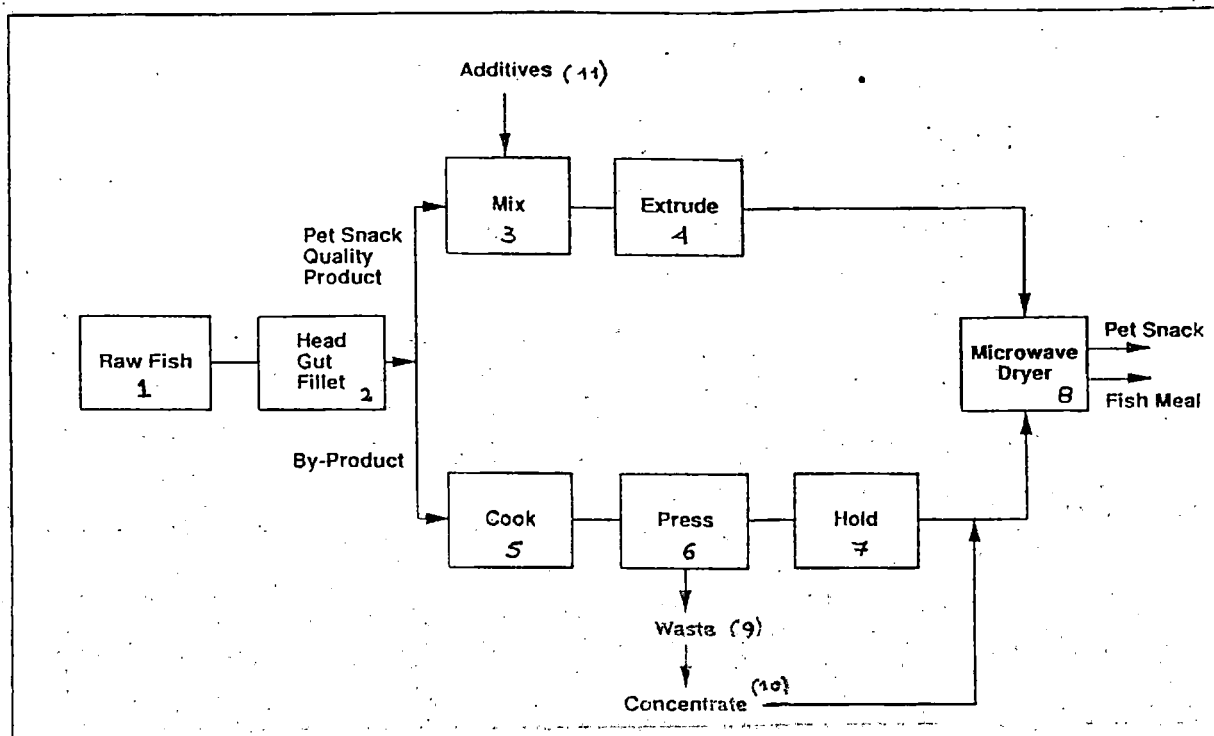 Additives (11)
Mix
3
Extrude
4
Pet Snack
Quality
Product
Raw Fish
1
Head
Gut
Fillet 2
Microwave
Dryer
8
Pet Snack
Fish Meal
By-Product
Cook
5
Press
6
Hold
7
Waste (9)
Concentrate (10)